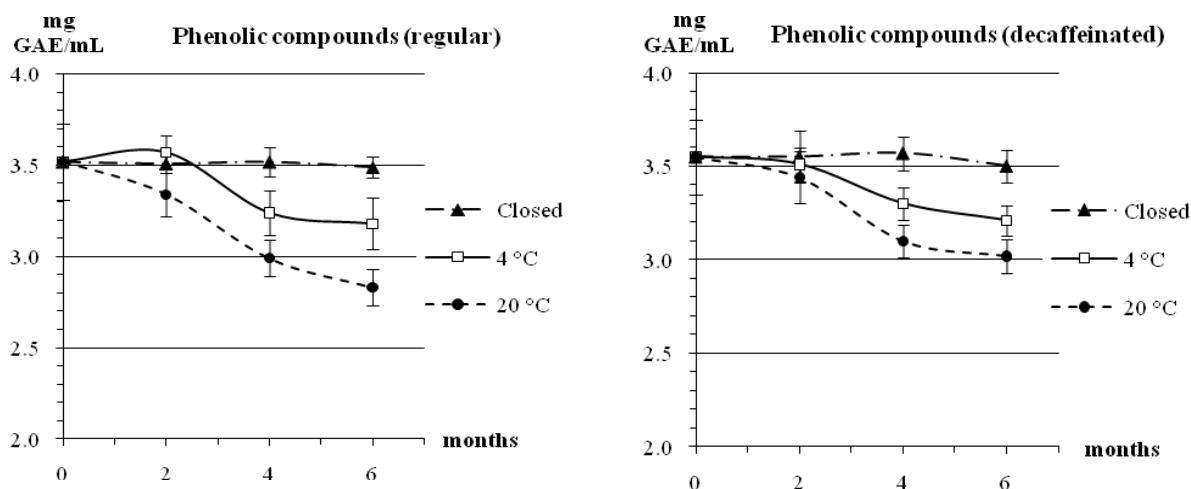 mg
GAE/mL
Phenolic compounds (regular)
4.0
3.5
3.0
2.5
2.0
0
2
4
6
months
Closed
4 °C
20 °C
mg
GAE/mL
Phenolic compounds (decaffeinated)
4.0
3.5
3.0
2.5
2.0
0
2
4
6
months
Closed
4 °C
20 °C